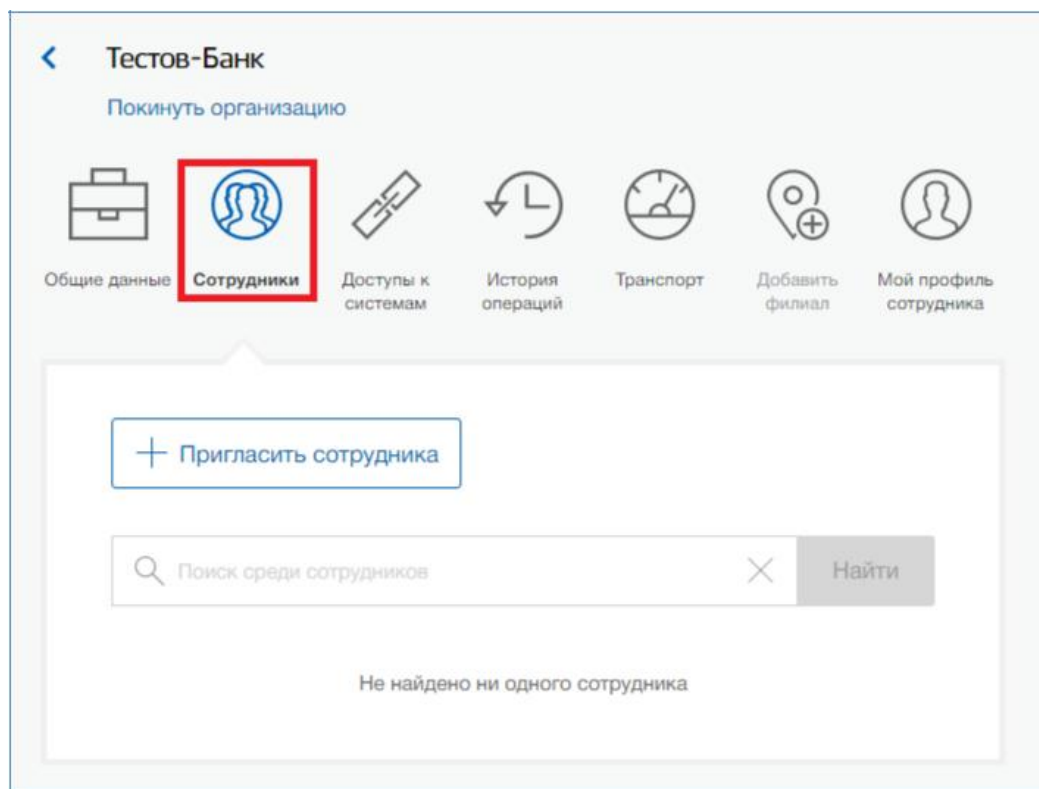 Тестов-Банк
Покинуть организацию
Общие данные
Сотрудники
Доступы к
системам
История
операций
Транспорт
Добавить
филиал
Мой профиль
сотрудника
Пригласить сотрудника
Поиск среди сотрудников
Найти
Не найдено ни одного сотрудника